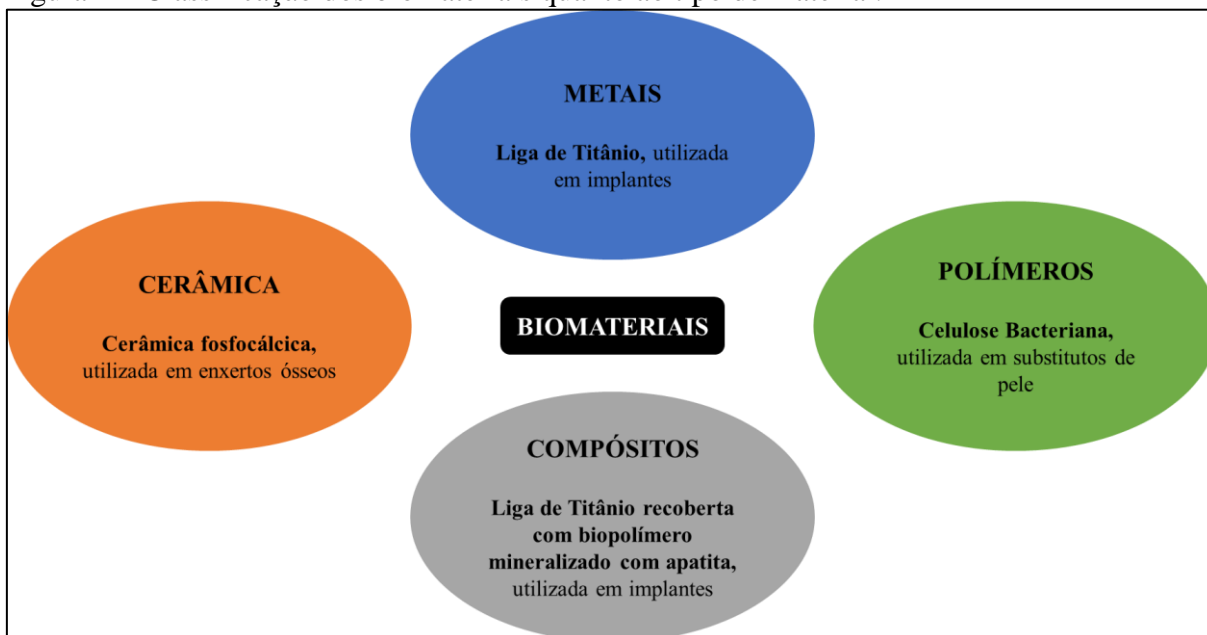 METAIS
Liga de Titânio, utilizada
em implantes
CERÂMICA
Cerâmica fosfocálcica,
utilizada em enxertos ósseos
BIOMATERIAIS
POLÍMEROS
Celulose Bacteriana,
utilizada em substitutos de
pele
COMPÓSITOS
Liga de Titânio recoberta
com biopolímero
mineralizado com apatita,
utilizada em implantes